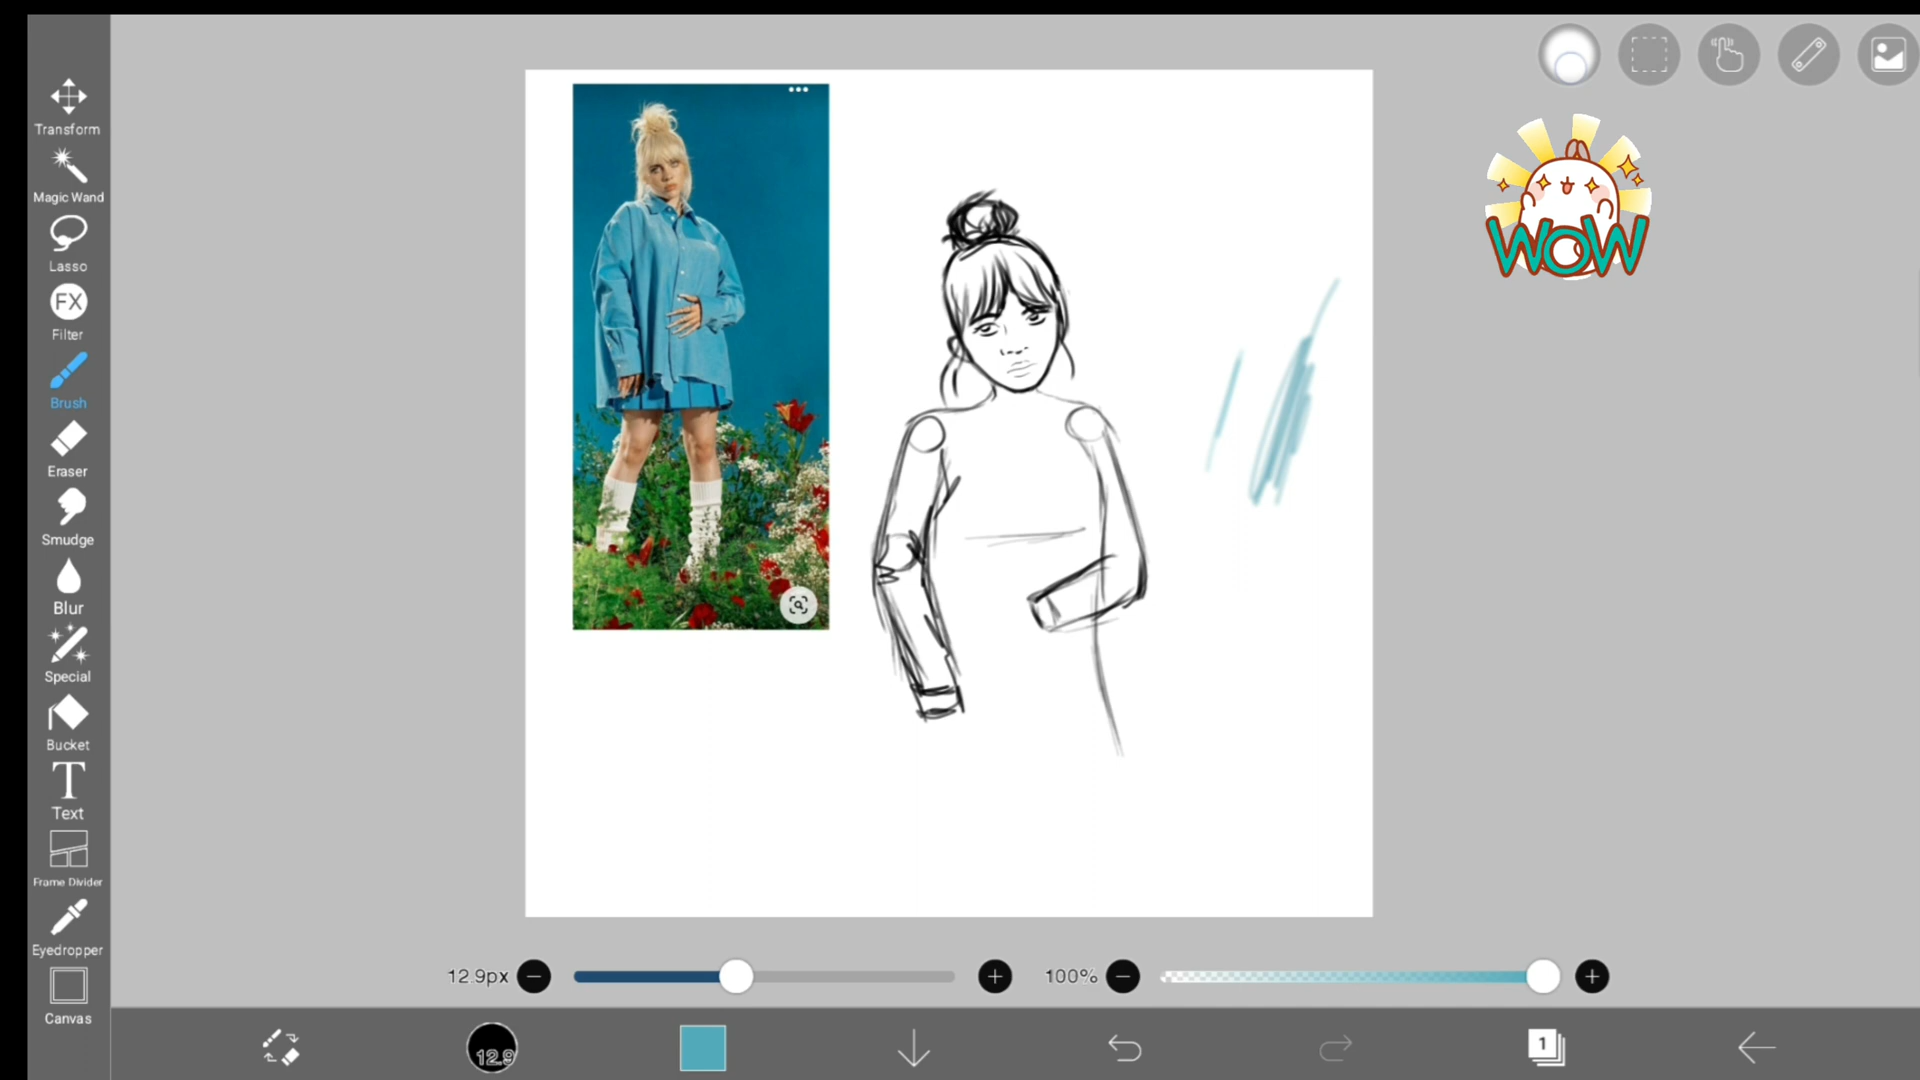 Transform
Magic Wand
Lasso
FX
Filter
Brush
Eraser
Smudge
Blur
Special
Bucket
T
Text
Frame Divider
Eyedropper
Canvas
WOW
12.9px
100%
12.9
1